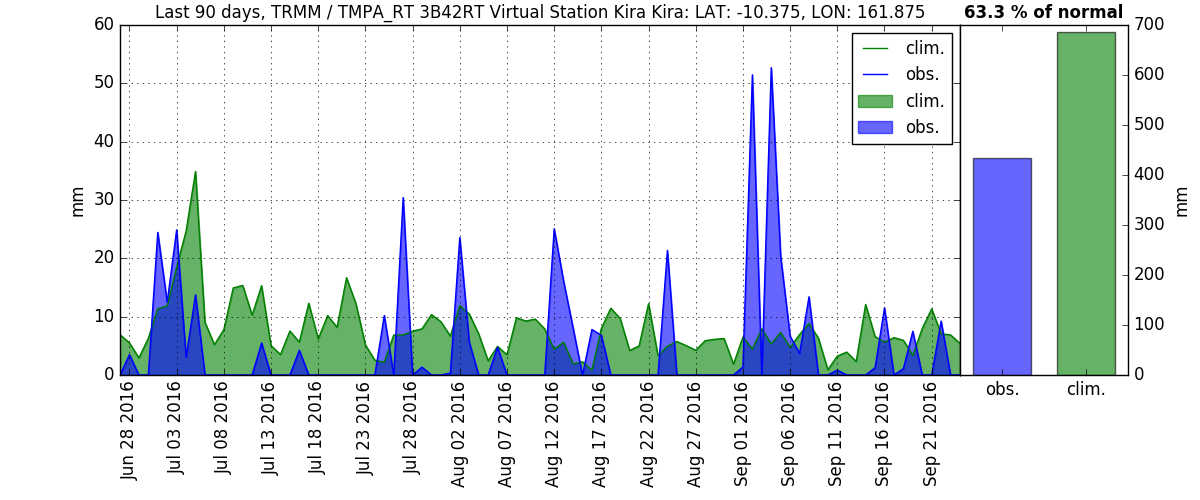 Last 90 days, TRMM / TMPA_RT 3B42RT Virtual Station Kira Kira: LAT: -10.375, LON: 161.875
63.3 % of normal
60
50
40
30
20
10
0
mm
clim.
obs.
clim.
obs.
700
600
500
400
300
200
100
0
mm
obs.
clim.
Jun 28 2016
Jul 03 2016
Jul 08 2016
Jul 13 2016
Jul 18 2016
Jul 23 2016
Jul 28 2016
Aug 02 2016
Aug 07 2016
Aug 12 2016
Aug 17 2016
Aug 22 2016
Aug 27 2016
Sep 01 2016
Sep 06 2016
Sep 11 2016
Sep 16 2016
Sep 21 2016